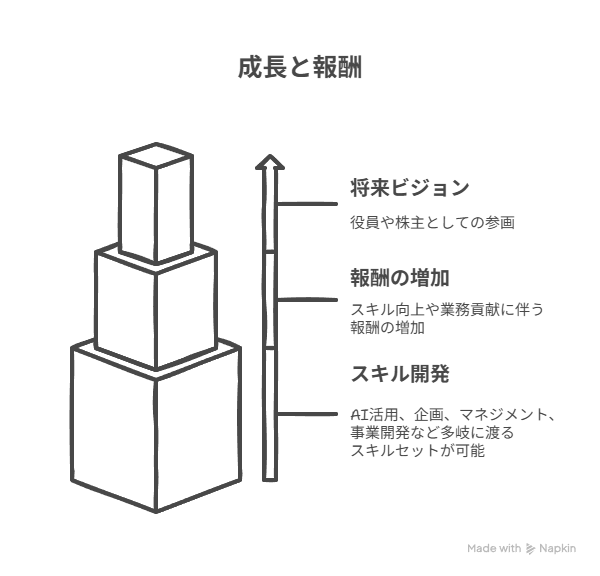 成長と報酬
将来ビジョン
役員や株主としての参画
報酬の増加
スキル向上や業務貢献に伴う
報酬の増加
スキル開発
AI活用、企画、マネジメント、
事業開発など多岐に渡る
スキルセットが可能
Made with Napkin